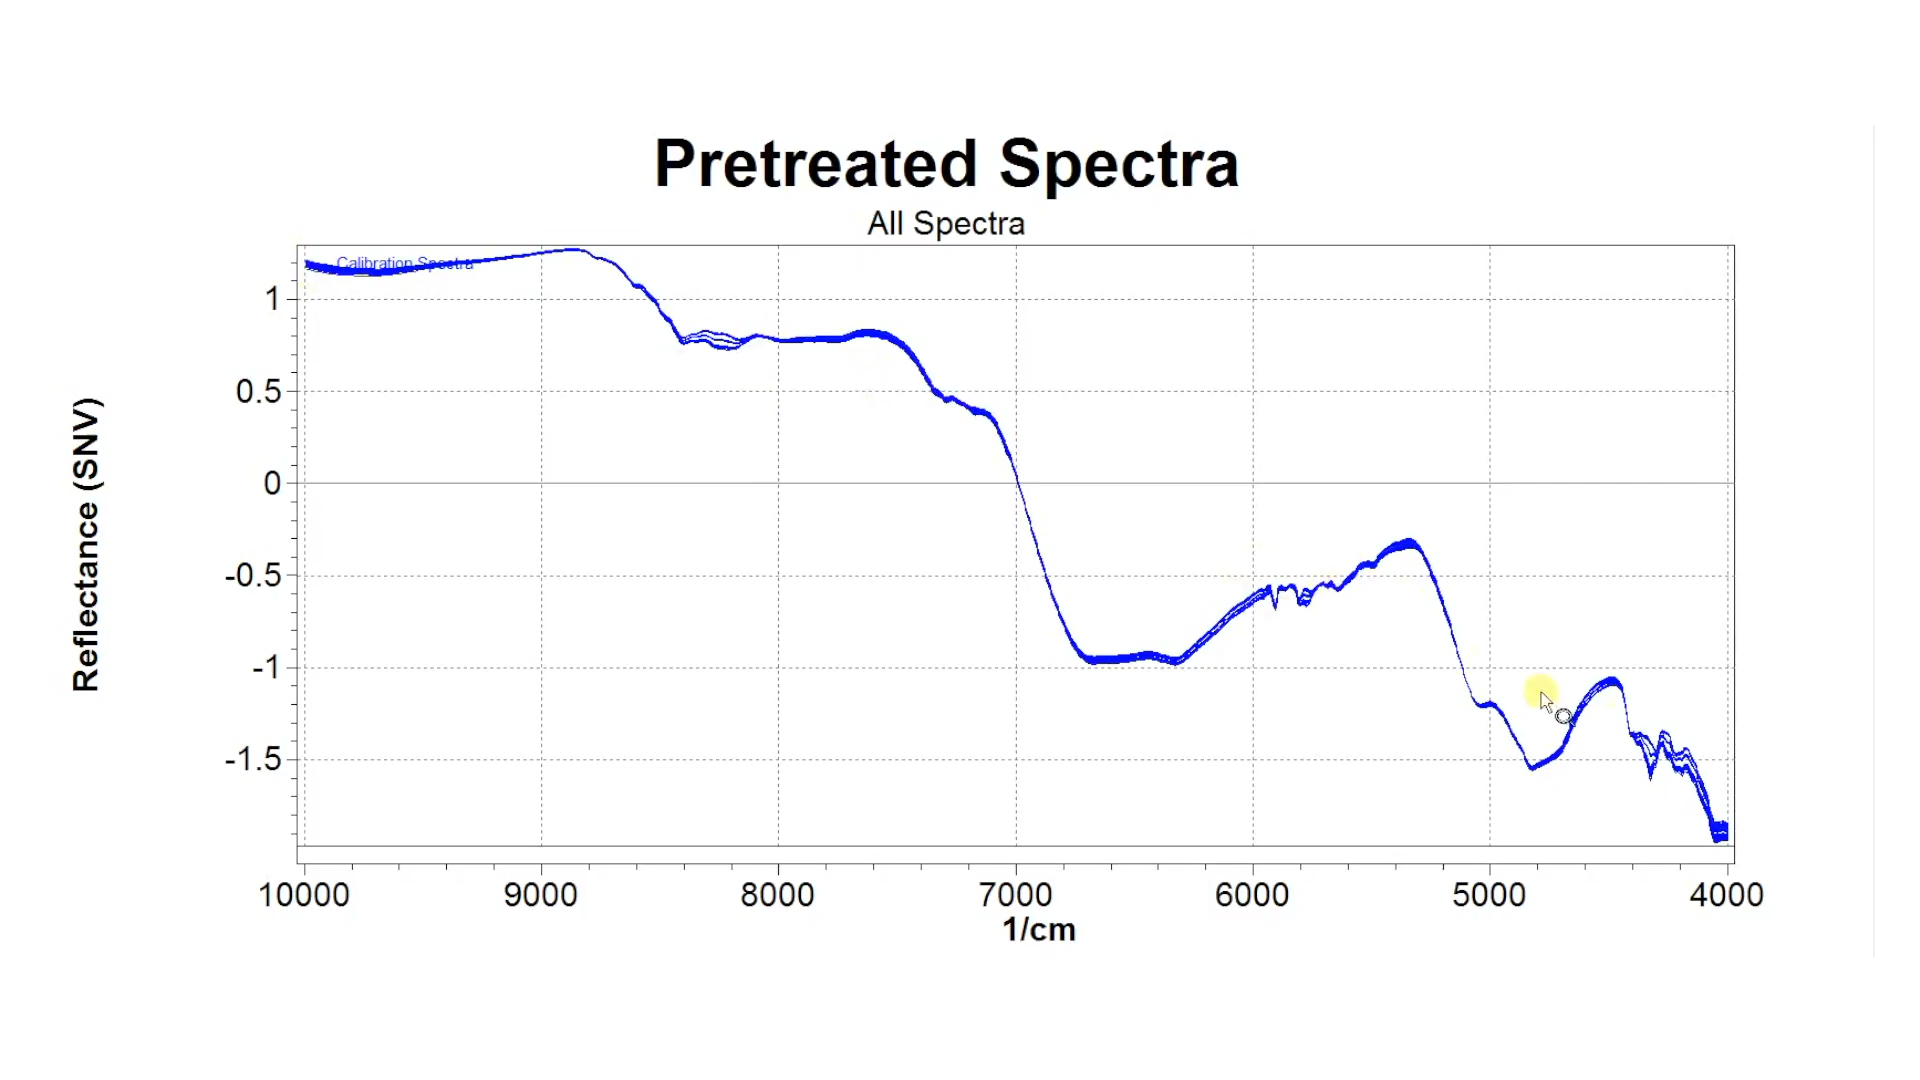 Pretreated Spectra
All Spectra
Calibration Spectra
Reflectance (SNV)
1
0.5
0
-0.5
-1
-1.5
10000 9000 8000 7000 6000 5000 4000
1/cm